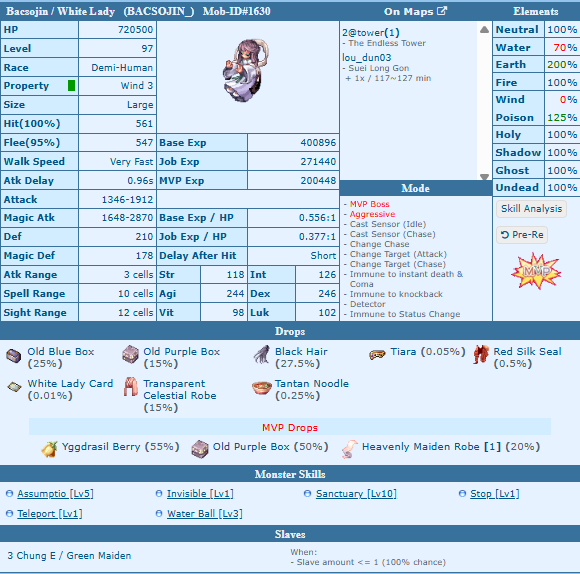 Bacsojin / White Lady (BACSOJIN_) Mob-ID#1630 On Maps Elements
HP 720500
Level 97
Race Demi-Human
Property Wind 3
Size Large
Hit(100%) 561
Flee(95%) 547 Base Exp 400896
Walk Speed Very Fast Job Exp 271440
Atk Delay 0.96s MVP Exp 200448
Attack 1346-1912
Magic Atk 1648-2870 Base Exp / HP 0.556:1
Def 210 Job Exp / HP 0.377:1
Magic Def 178 Delay After Hit Short
Atk Range 3 cells Str 118 Int 126
Spell Range 10 cells Agi 244 Dex 246
Sight Range 12 cells Vit 98 Luk 102
2@tower(1)
- The Endless Tower
lou_dun03
- Suei Long Gon
+ 1x / 117~127 min
Mode
- MVP Boss
- Aggressive
- Cast Sensor (Idle)
- Cast Sensor (Chase)
- Change Chase
- Change Target (Attack)
- Change Target (Chase)
- Immune to instant death &
Coma
- Immune to knockback
- Detector
- Immune to Status Change
Neutral 100%
Water 70%
Earth 200%
Fire 100%
Wind 0%
Poison 125%
Holy 100%
Shadow 100%
Ghost 100%
Undead 100%
Skill Analysis
Pre-Re
MVP
Drops
Old Blue Box (25%) Old Purple Box (15%) Black Hair (27.5%) Tiara (0.05%) Red Silk Seal (0.5%)
White Lady Card (0.01%) Transparent Celestial Robe (15%) Tantan Noodle (0.25%)
MVP Drops
Yggdrasil Berry (55%) Old Purple Box (50%) Heavenly Maiden Robe [1] (20%)
Monster Skills
Assumptio [Lv5] Invisible [Lv1] Sanctuary [Lv10] Stop [Lv1]
Teleport [Lv1] Water Ball [Lv3]
Slaves
3 Chung E / Green Maiden
When:
- Slave amount <= 1 (100% chance)